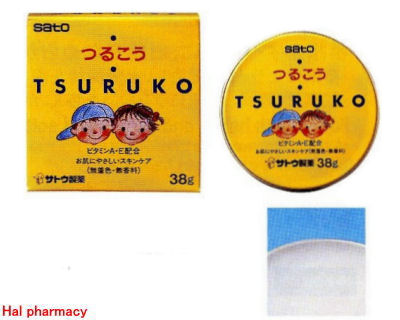 sato
つるこう
TSURUKO
ビタミンA・E配合
お肌にやさしいスキンケア
(無着色・無香料)
サトウ製薬
38g
sato
つるこう
TSURUKO
ビタミンA・E配合
お肌にやさしいスキンケア
(無着色・無香料)
サトウ製薬
38g
Hal pharmacy